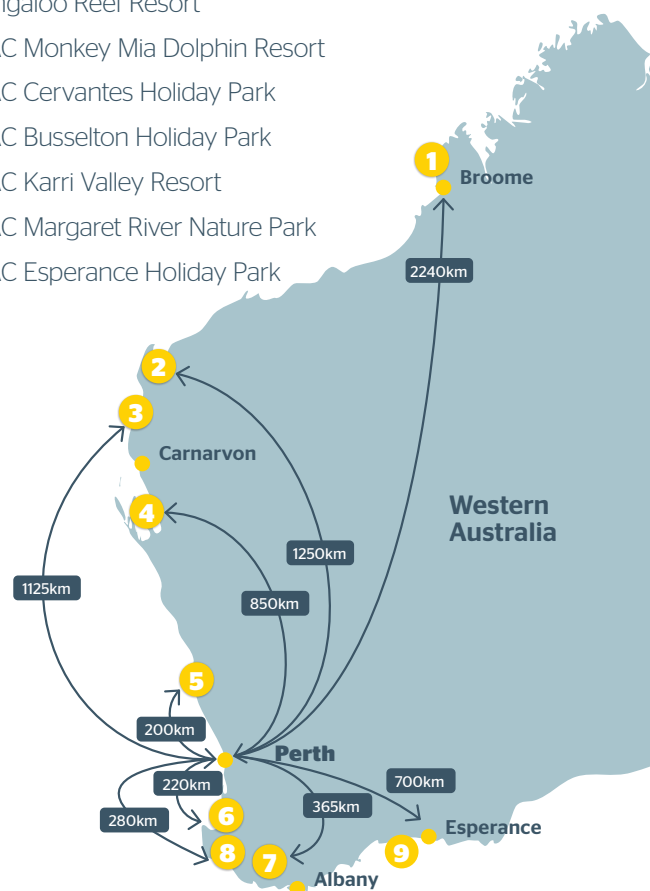 Reef Resort
Monkey Mia Dolphin Resort
Cervantes Holiday Park
Busselton Holiday Park
Karri Valley Resort
Margaret River Nature Park
Esperance Holiday Park
1
Broome
2240km
2
3
Carnarvon
4
Western
Australia
1250km
1125km
850km
5
200km
Perth
700km
220km
365km
280km
6
Esperance
9
8
7
Albany